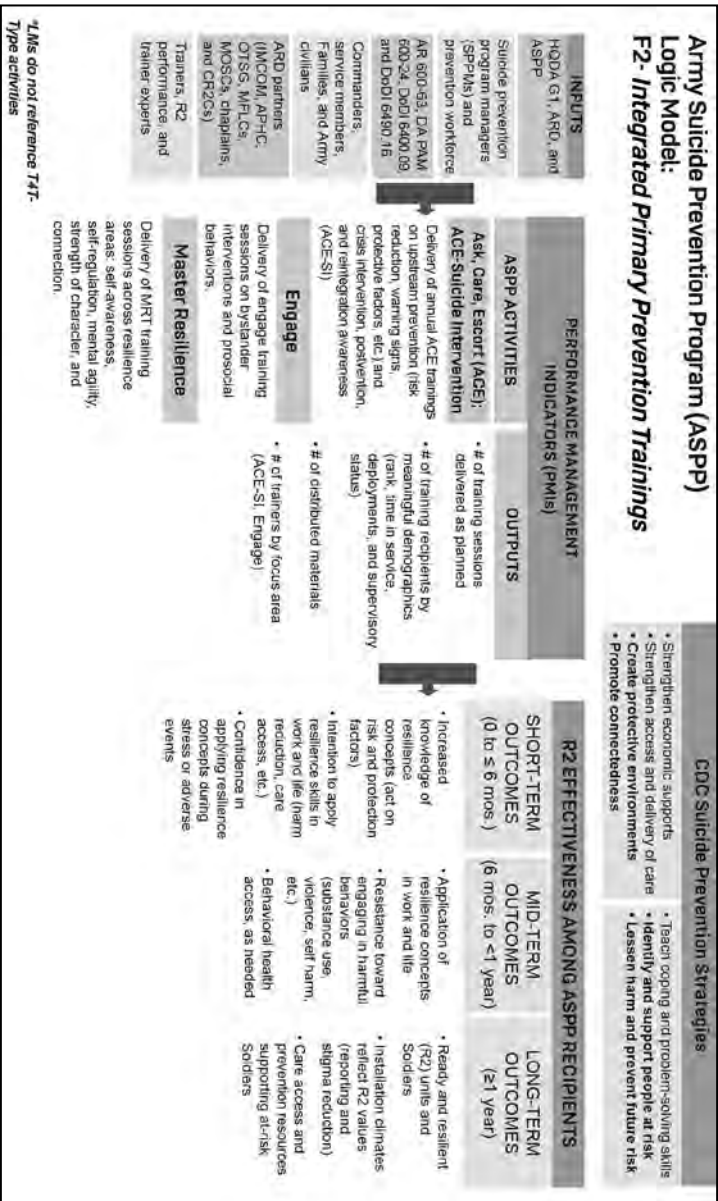 Army Suicide Prevention Program (ASPP)
Logic Model:
F2- Integrated Primary Prevention Trainings
CDC Suicide Prevention Strategies
• Strengthen economic supports
• Strengthen access and delivery of care
• Create protective environments
• Promote connectedness
• Teach coping and problem-solving skills
• Identify and support people at risk
• Lessen harm and prevent future risk
INPUTS
HQDA G1, ARD, and
ASPP
Suicide prevention
program managers
(SPPMs) and
prevention workforce
AR 600-63, DA PAM
600-24, DoDI 6400.09,
and DoDI 6490.16
Commanders,
service members,
Families, and Army
civilians
ARD partners
(IMCOM, APHC,
OTSG, MFLCs,
MOSCs, chaplains,
and CR2Cs)
Trainers, R2
performance, and
trainer experts
PERFORMANCE MANAGEMENT
INDICATORS (PMIs)
ASPP ACTIVITIES
Ask, Care, Escort (ACE);
ACE-Suicide Intervention
Delivery of annual ACE trainings
on upstream prevention (risk
reduction, warning signs,
protective factors, etc.) and
crisis intervention, postvention,
and reintegration awareness
(ACE-SI)
Engage
Delivery of engage training
sessions on bystander
interventions and prosocial
behaviors.
Master Resilience
Delivery of MRT training
sessions across resilience
areas: self-awareness,
self-regulation, mental agility,
strength of character, and
connection.
OUTPUTS
• # of training sessions
delivered as planned
• # of training recipients by
meaningful demographics
(rank, time in service,
deployments, and supervisory
status)
• # of distributed materials
• # of trainers by focus area
(ACE-SI, Engage)
R2 EFFECTIVENESS AMONG ASPP RECIPIENTS
SHORT-TERM
OUTCOMES
(0 to ≤ 6 mos.)
• Increased
knowledge of
resilience
concepts (act on
risk and protection
factors)
• Intention to apply
resilience skills in
work and life (harm
reduction, care
access, etc.)
• Confidence in
applying resilience
concepts during
stress or adverse
events
MID-TERM
OUTCOMES
(6 mos. to <1 year)
• Application of
resilience concepts
in work and life
• Resistance toward
engaging in harmful
behaviors
(substance use,
violence, self harm,
etc.)
• Behavioral health
access, as needed
LONG-TERM
OUTCOMES
(≥1 year)
• Ready and resilient
(R2) units and
Soldiers
• Installation climates
reflect R2 values
(reporting and
stigma reduction)
• Care access and
prevention resources
supporting at-risk
Soldiers
*LMs do not reference T4T-
Type activities